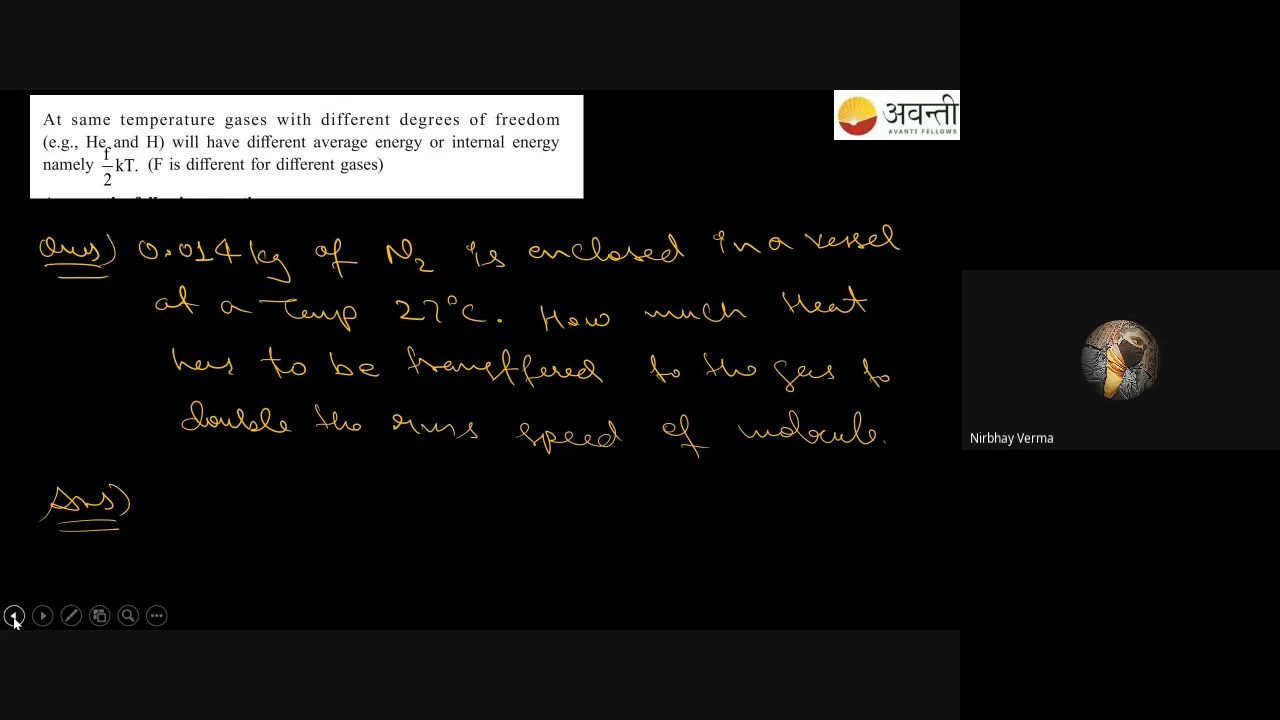 At same temperature gases with different degrees of freedom
(e.g., He and H) will have different average energy or internal energy
namely f/2 kT. (F is different for different gases)
अवन्ती
AVANTI FELLOWS
Ques) 0.014 kg of N2 is enclosed in a vessel
at a Temp 27°C. How much Heat
has to be transffered to the gas to
double the rms speed of molecule.
Ans)
Nirbhay Verma